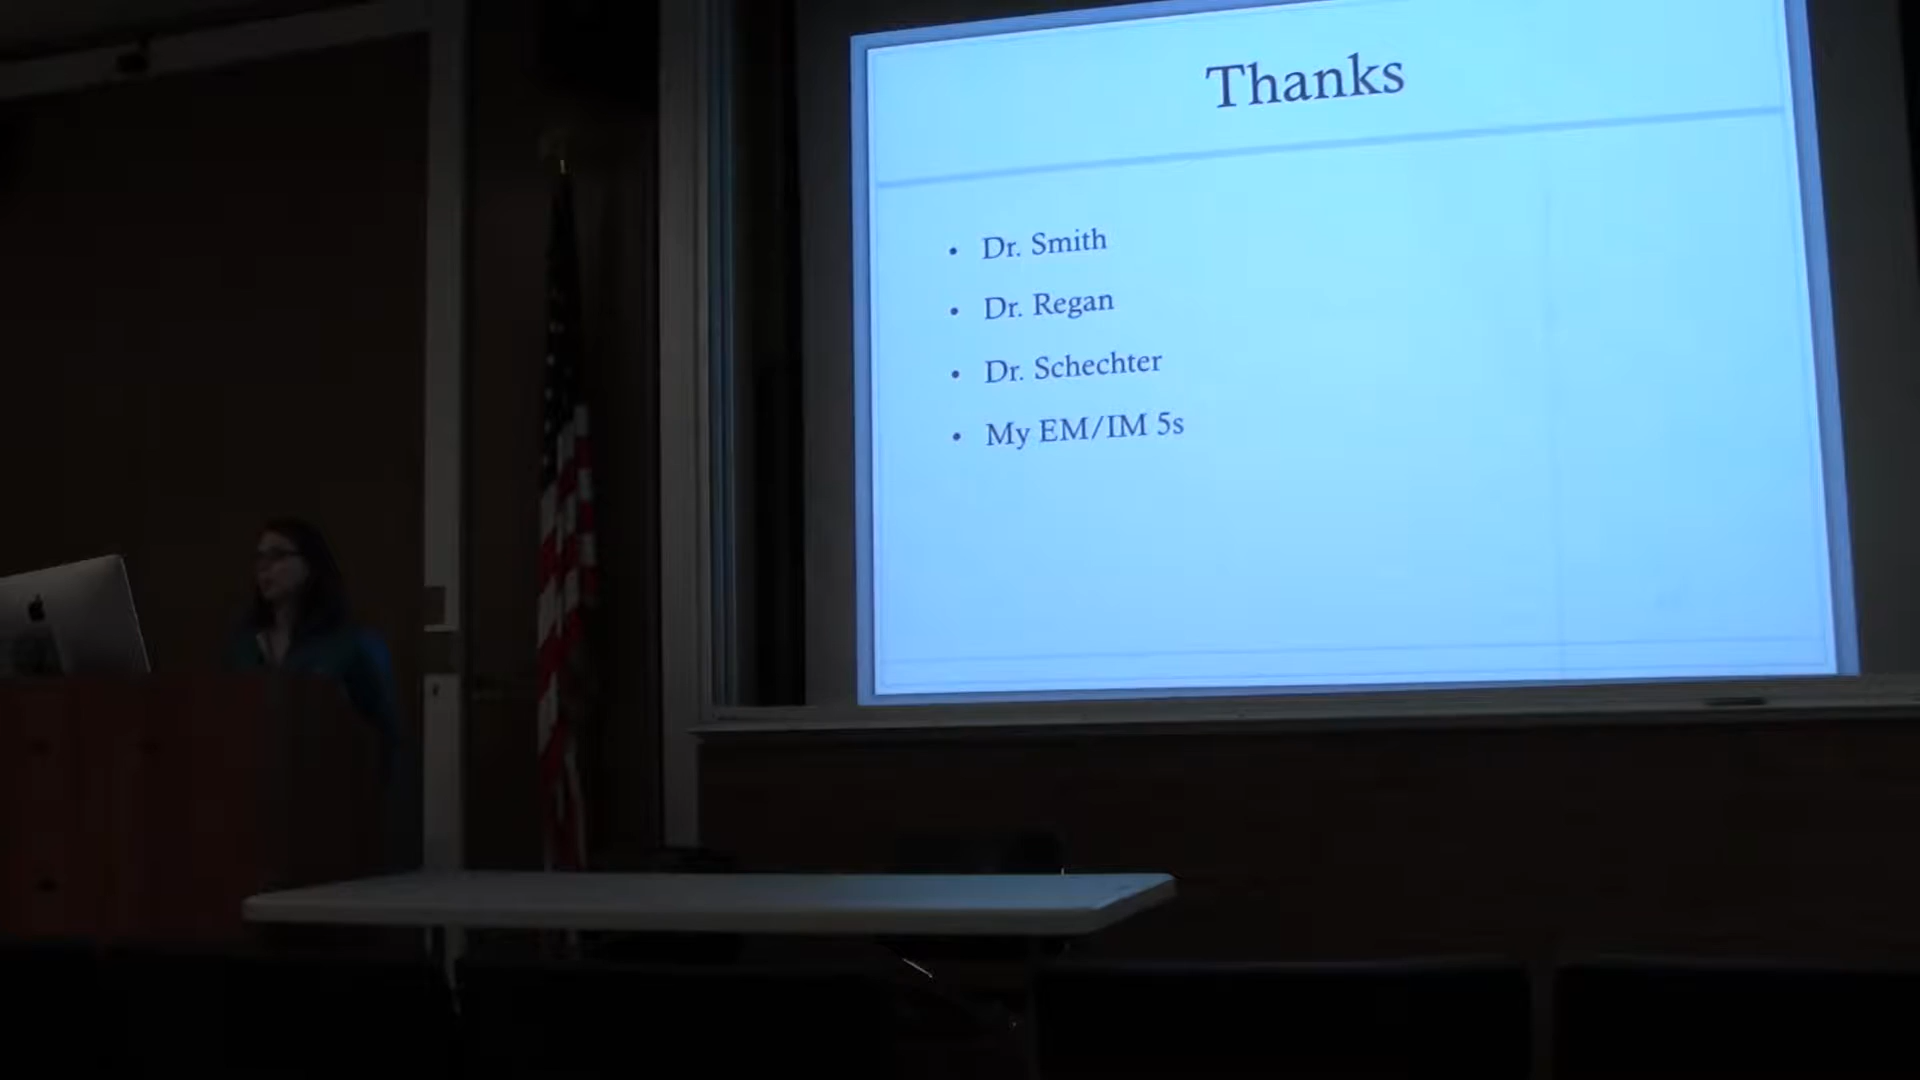 Thanks
• Dr. Smith
• Dr. Regan
• Dr. Schechter
• My EM/IM 5s